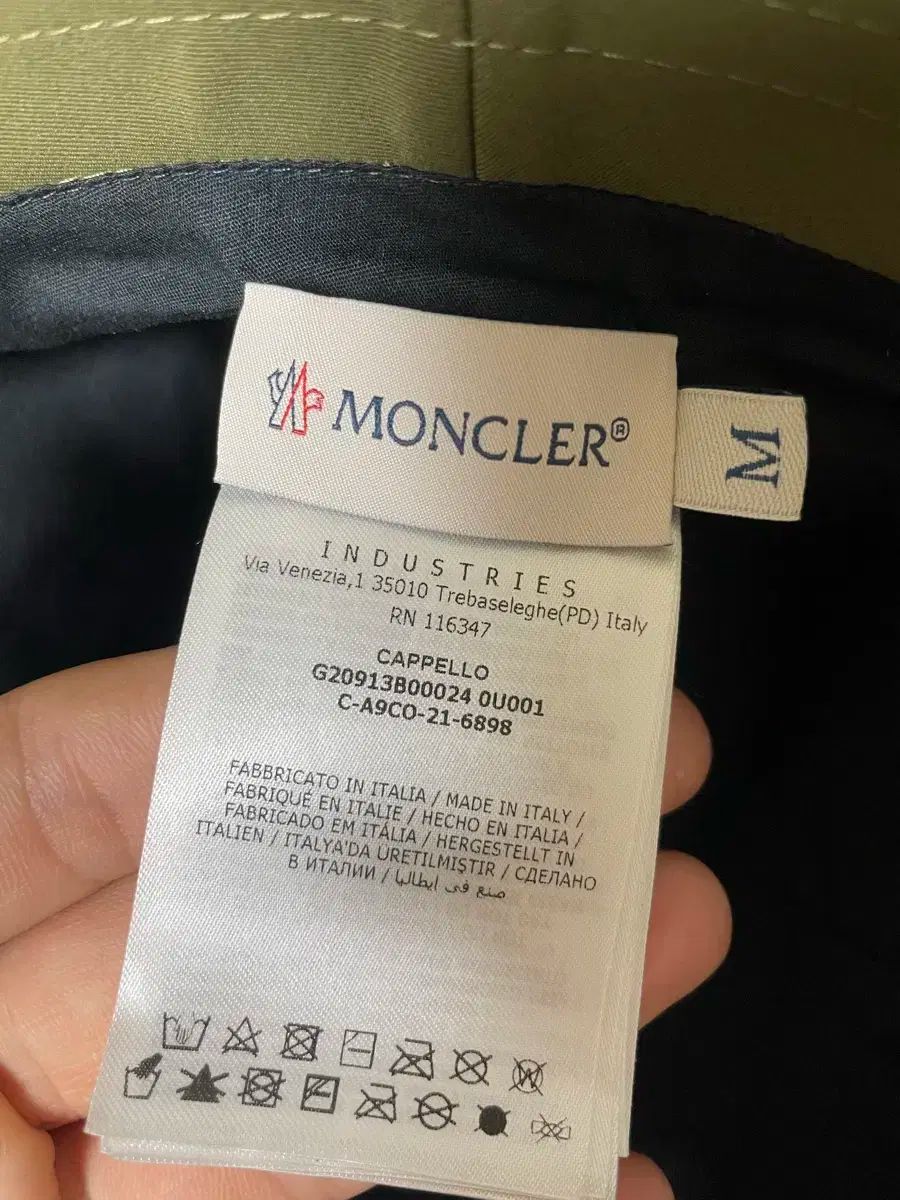 MONCLER®
M
INDUSTRIES
Via Venezia,1 35010 Trebaseleghe(PD) Italy
RN 116347
CAPPELLO
G20913B00024 0U001
C-A9CO-21-6898
FABBRICATO IN ITALIA / MADE IN ITALY /
FABRIQUÉ EN ITALIE / HECHO EN ITALIA /
FABRICADO EM ITÁLIA / HERGESTELLT IN
ITALIEN / ITALYA'DA ÜRETILMIŞTIR / СДЕЛАНО
В ИТАЛИИ / صنع في ايطاليا
W